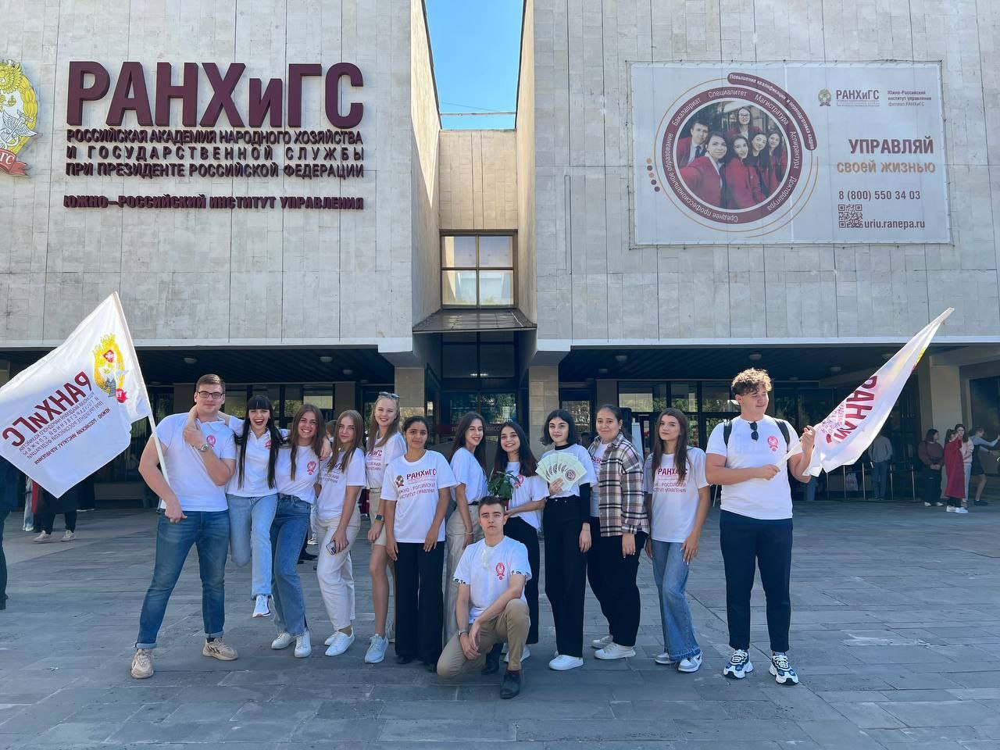 РАНХиГС
РОССИЙСКАЯ АКАДЕМИЯ НАРОДНОГО ХОЗЯЙСТВА
И ГОСУДАРСТВЕННОЙ СЛУЖБЫ
ПРИ ПРЕЗИДЕНТЕ РОССИЙСКОЙ ФЕДЕРАЦИИ
ЮЖНО–РОССИЙСКИЙ ИНСТИТУТ УПРАВЛЕНИЯ
Повышение квалификации и переподготовка кадров
Среднее профессиональное образование Бакалавриат Специалитет Магистратура Аспирантура Докторантура
РАНХиГС
Южно-Российский
институт управления
филиал РАНХиГС
УПРАВЛЯЙ
СВОЕЙ ЖИЗНЬЮ
8 (800) 550 34 03
uriu.ranepa.ru
РАНХиГС
РАНХиГС
ЮЖНО - РОССИЙСКИЙ
ИНСТИТУТ УПРАВЛЕНИЯ
РАНХиГС